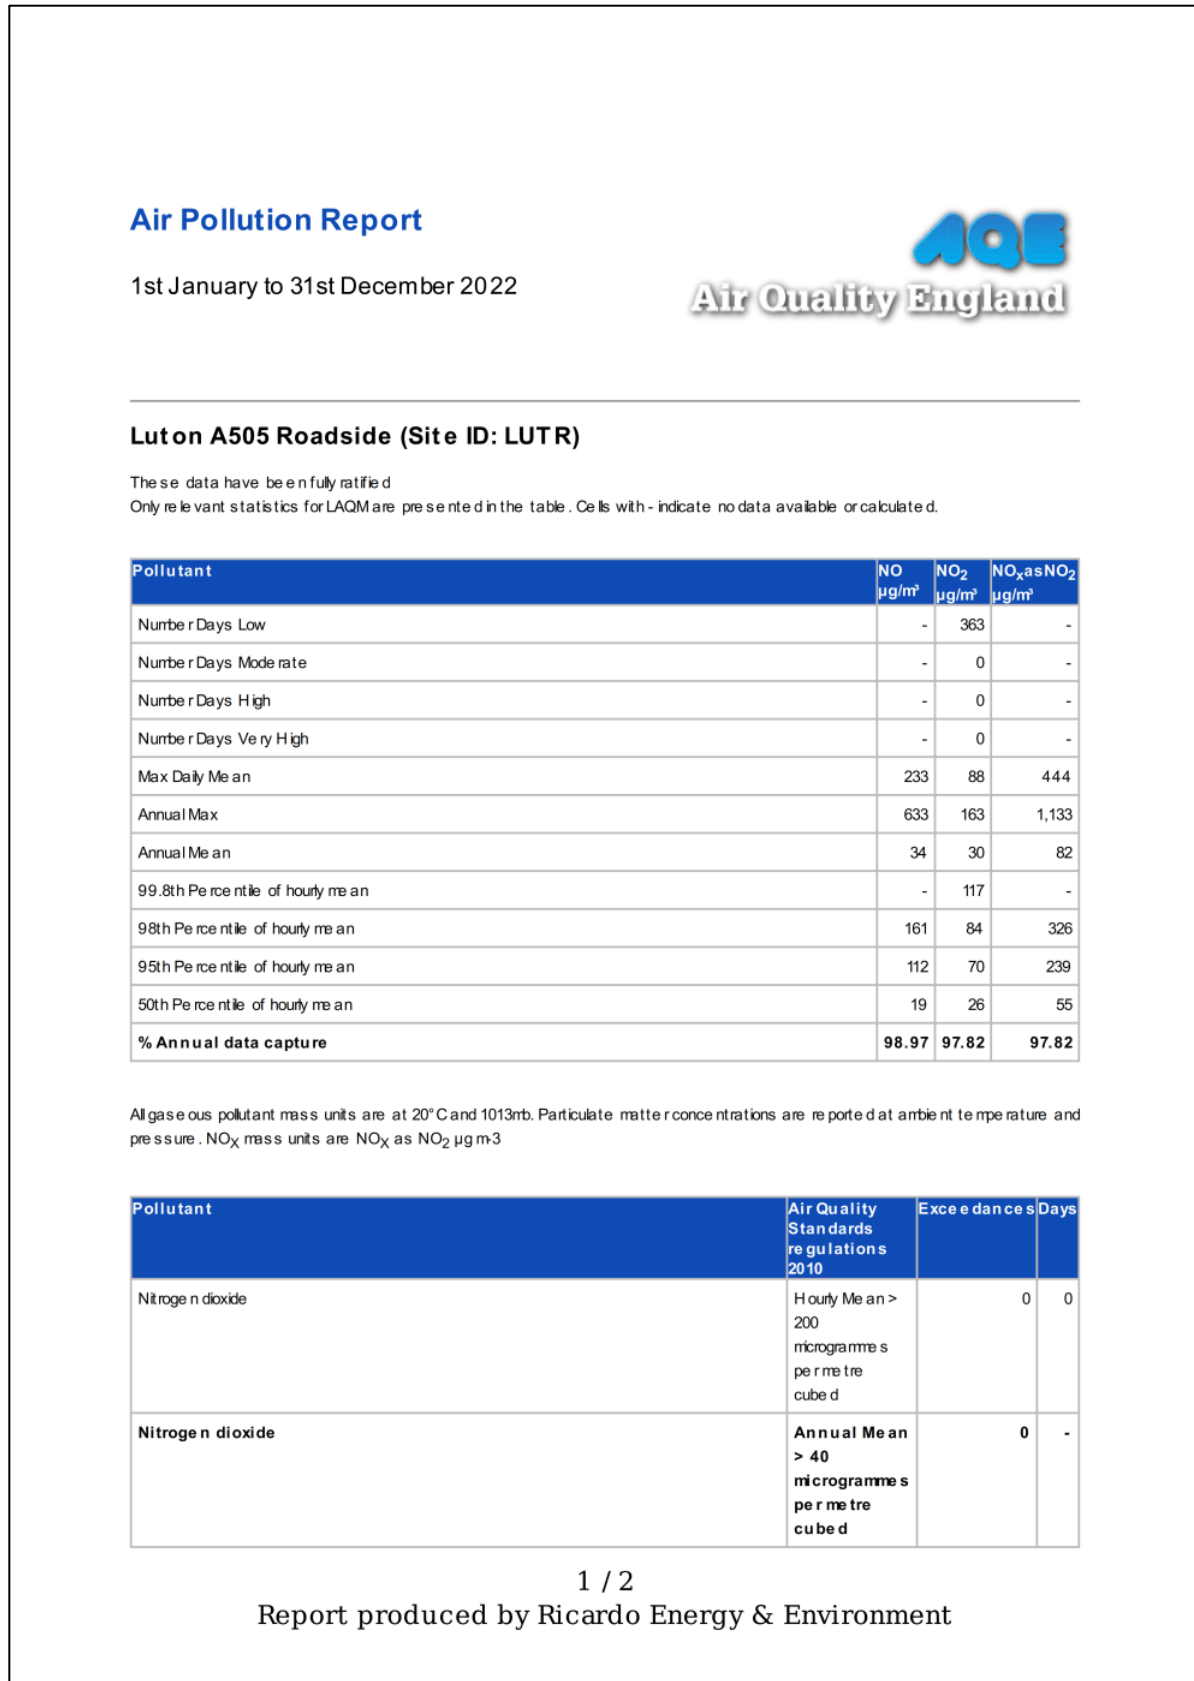 Air Pollution Report
AQE
1st January to 31st December 2022
Air Quality England
Luton A505 Roadside (Site ID: LUTR)
These data have been fully ratified
Only relevant statistics for LAQM are presented in the table. Cells with - indicate no data available or calculated.
Pollutant NO µg/m³ NO₂ µg/m³ NOₓasNO₂ µg/m³
Number Days Low - 363 -
Number Days Moderate - 0 -
Number Days High - 0 -
Number Days Very High - 0 -
Max Daily Mean 233 88 444
Annual Max 633 163 1,133
Annual Mean 34 30 82
99.8th Percentile of hourly mean - 117 -
98th Percentile of hourly mean 161 84 326
95th Percentile of hourly mean 112 70 239
50th Percentile of hourly mean 19 26 55
% Annual data capture 98.97 97.82 97.82
All gaseous pollutant mass units are at 20°C and 1013mb. Particulate matter concentrations are reported at ambient temperature and
pressure. NOX mass units are NOX as NO₂ µg m-3
Pollutant Air Quality Exceedances Days
Standards
regulations
2010
Nitrogen dioxide Hourly Mean > 0 0
200
microgrammes
per metre
cubed
Nitrogen dioxide Annual Mean 0 -
> 40
microgrammes
per metre
cubed
1 / 2
Report produced by Ricardo Energy & Environment